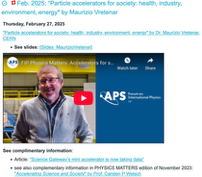 Feb. 2025: "Particle accelerators for society: health, industry,
environment, energy" by Maurizio Vretenar
Thursday, February 27, 2025
"Particle accelerators for society: health, industry, environment, energy" by Dr. Maurizio Vretenar,
CERN
See slides: (Slides_MaurizioVretenar)
APS FIP Physics Matters: Accelerators for s...
Watch later
Share
APS
Forum on
International Physics
See complimentary information:
Article: "Science Gateway's mini accelerator is now taking data"
see also complementary information in PHYSICS MATTERS edition of November 2023:
"Accelerating Science and Society" by Prof. Carsten P. Welsch